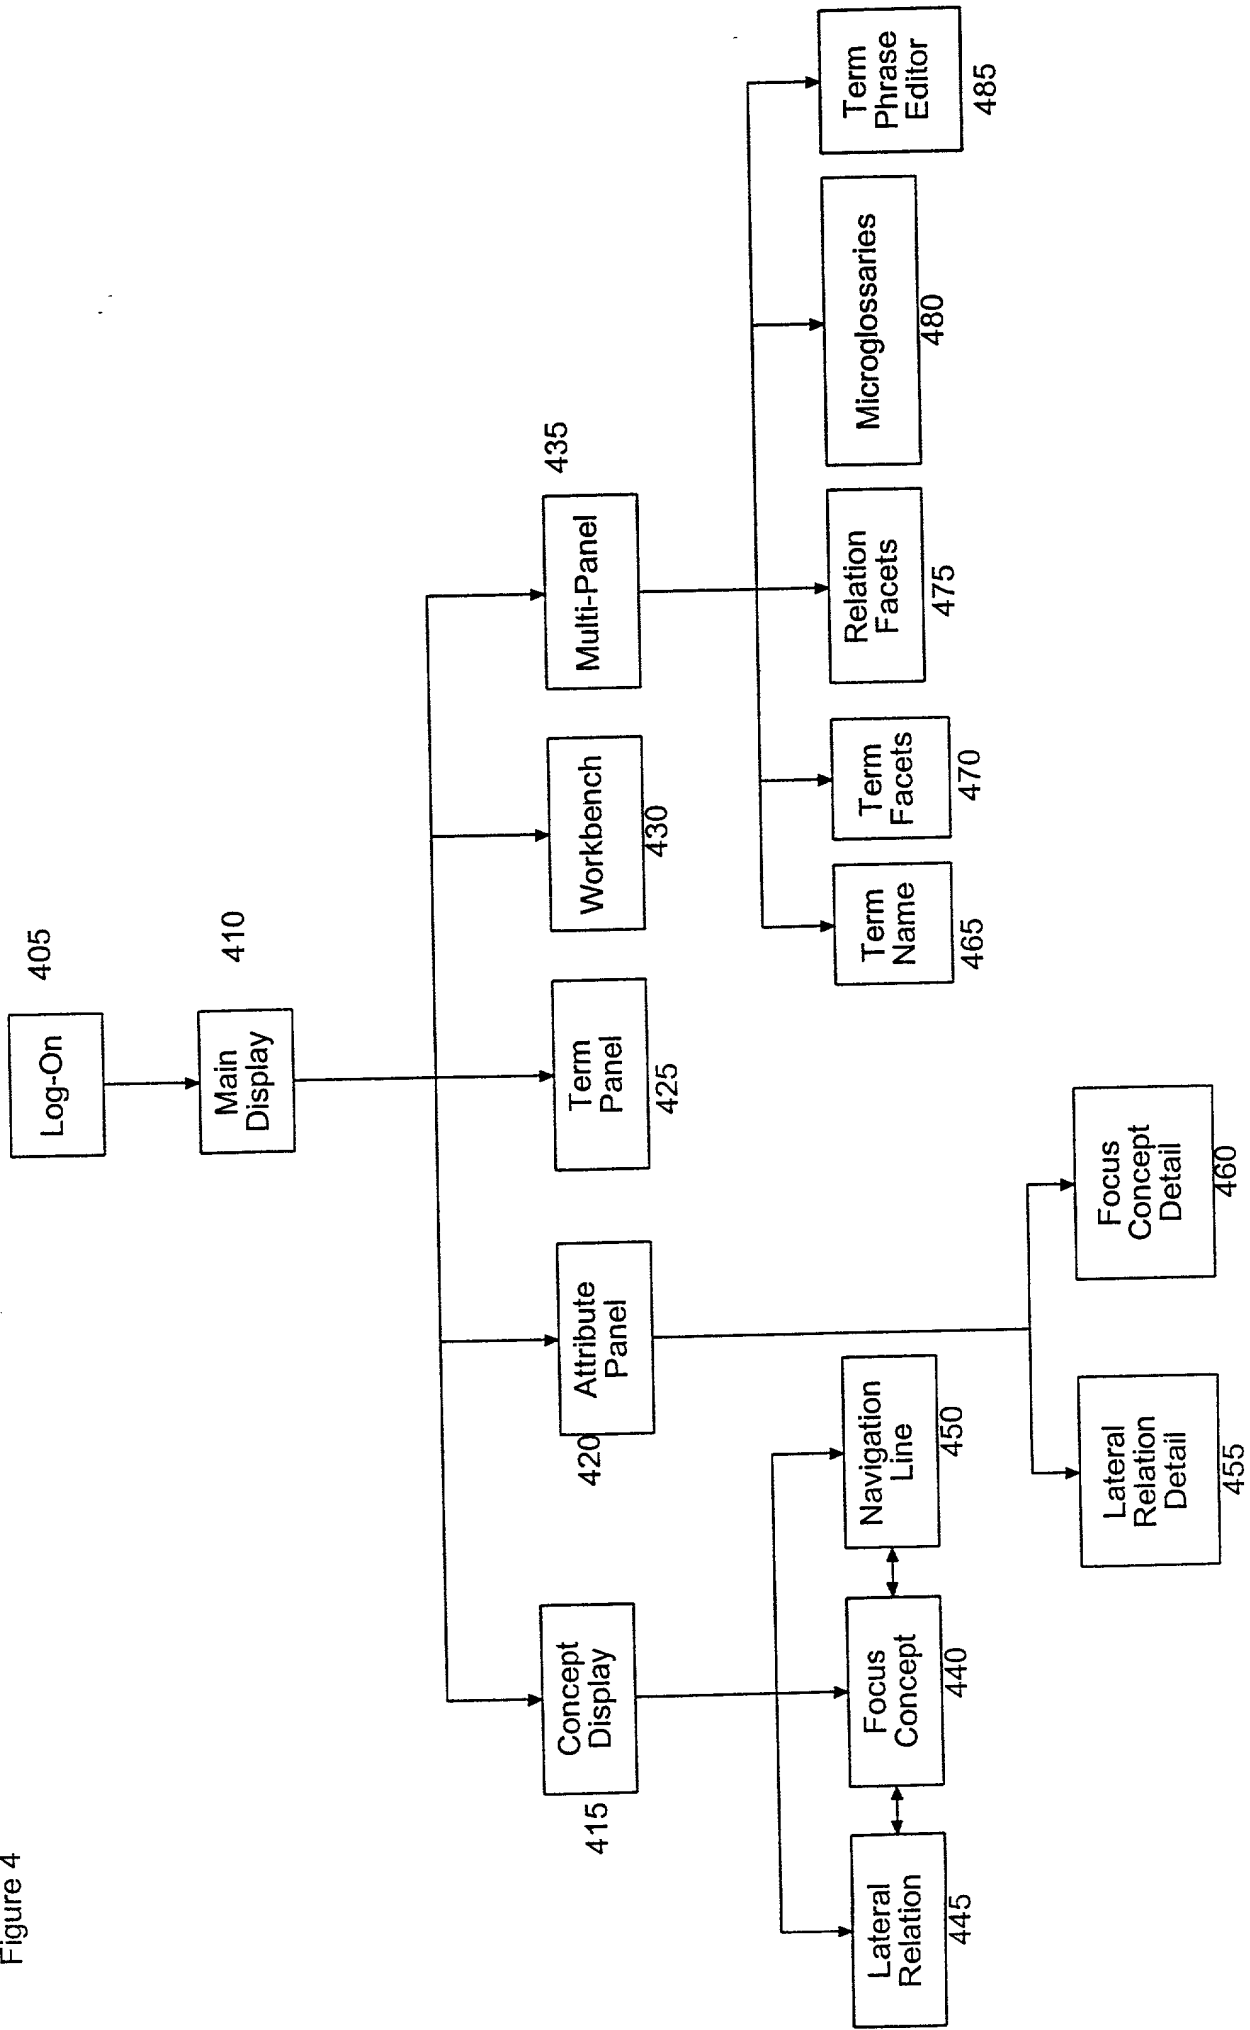 Figure 4
Log-On
405
Main
Display
410
Concept
Display
415
Attribute
Panel
420
Term
Panel
425
Workbench
430
Multi-Panel
435
Lateral
Relation
445
Focus
Concept
440
Navigation
Line
450
Lateral
Relation
Detail
455
Focus
Concept
Detail
460
Term
Name
465
Term
Facets
470
Relation
Facets
475
Microglossaries
480
Term
Phrase
Editor
485